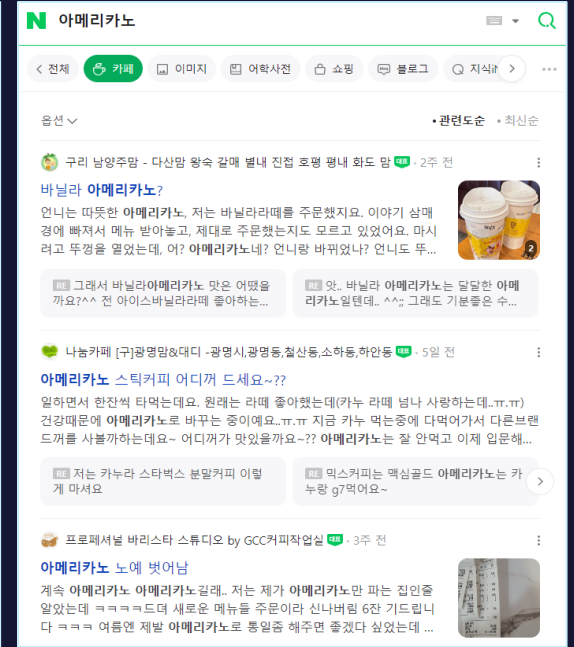 N 아메리카노
전체 카페 이미지 어학사전 쇼핑 블로그 지식iN
옵션 관련도순 최신순
구리 남양주맘 - 다산맘 왕숙 갈매 별내 진접 호평 평내 화도 맘 대표 · 2주 전
바닐라 아메리카노?
언니는 따뜻한 아메리카노, 저는 바닐라라떼를 주문했지요. 이야기 삼매
경에 빠져서 메뉴 받아놓고, 제대로 주문했는지도 모르고 있었어요. 마시
려고 뚜껑을 열었는데, 어? 아메리카노네? 언니랑 바뀌었나? 언니도 뚜...
2
RE 그래서 바닐라아메리카노 맛은 어땠을
까요?^^ 전 아이스바닐라라떼 좋아하는...
RE 앗.. 바닐라 아메리카노는 달달한 아메
리카노일텐데.. ^^;; 그래도 기분좋은 수...
나눔카페 [구]광명맘&대디 -광명시,광명동,철산동,소하동,하안동 대표 · 5일 전
아메리카노 스틱커피 어디꺼 드세요~??
일하면서 한잔씩 타먹는데요. 원래는 라떼 좋아했는데(카누 라떼 넘나 사랑하는데..ㅠ.ㅠ)
건강때문에 아메리카노로 바꾸는 중이예요..ㅠ.ㅠ 지금 카누 먹는중에 다먹어가서 다른브랜
드꺼를 사볼까하는데요~ 어디꺼가 맛있을까요~?? 아메리카노는 잘 안먹고 이제 입문해...
RE 저는 카누라 스타벅스 분말커피 이렇
게 마셔요
RE 믹스커피는 맥심골드 아메리카노는 카
누랑 g7먹어요~
프로페셔널 바리스타 스튜디오 by GCC커피작업실 대표 · 3주 전
아메리카노 노예 벗어남
계속 아메리카노 아메리카노길래.. 저는 제가 아메리카노만 파는 집인줄
알았는데 ㅋㅋㅋㅋ드뎌 새로운 메뉴들 주문이라 신나버림 6잔 기드립니
다 ㅋㅋㅋ 여름엔 제발 아메리카노로 통일좀 해주면 좋겠다 싶었는데 ...